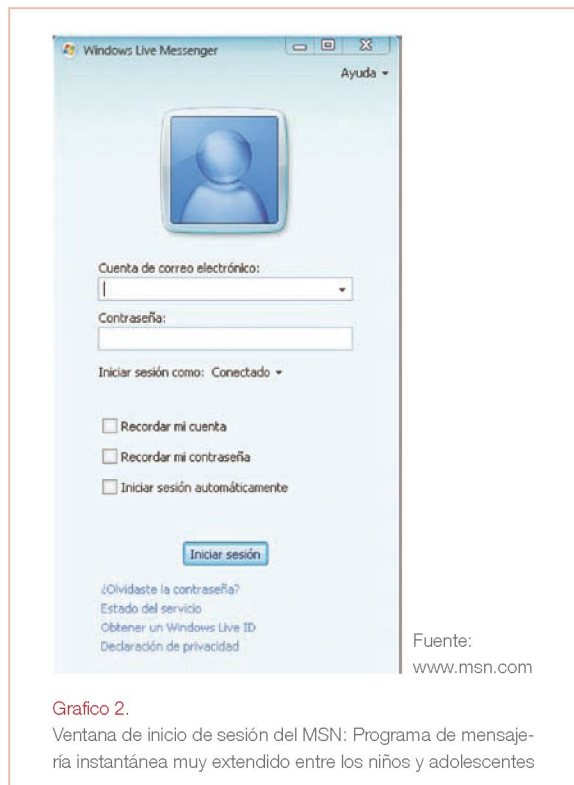 Windows Live Messenger
Ayuda
Cuenta de correo electrónico:
Contraseña:
Iniciar sesión como: Conectado
Recordar mi cuenta
Recordar mi contraseña
Iniciar sesión automáticamente
Iniciar sesión
¿Olvidaste la contraseña?
Estado del servicio
Obtener un Windows Live ID
Declaración de privacidad
Fuente:
www.msn.com
Grafico 2.
Ventana de inicio de sesión del MSN: Programa de mensaje-
ría instantánea muy extendido entre los niños y adolescentes